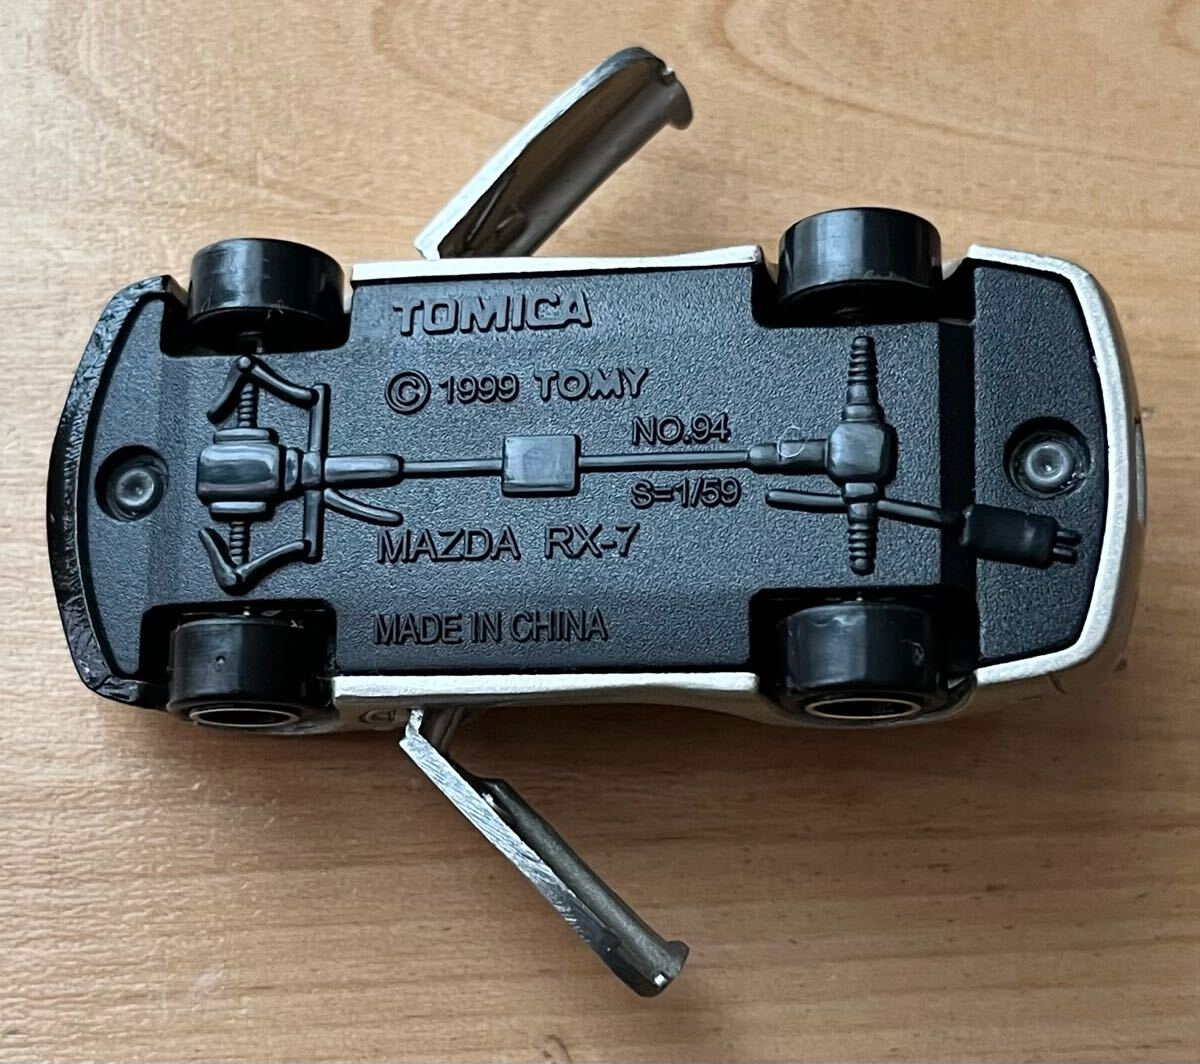 TOMICA
© 1999 TOMY
NO.94
S=1/59
MAZDA RX-7
MADE IN CHINA